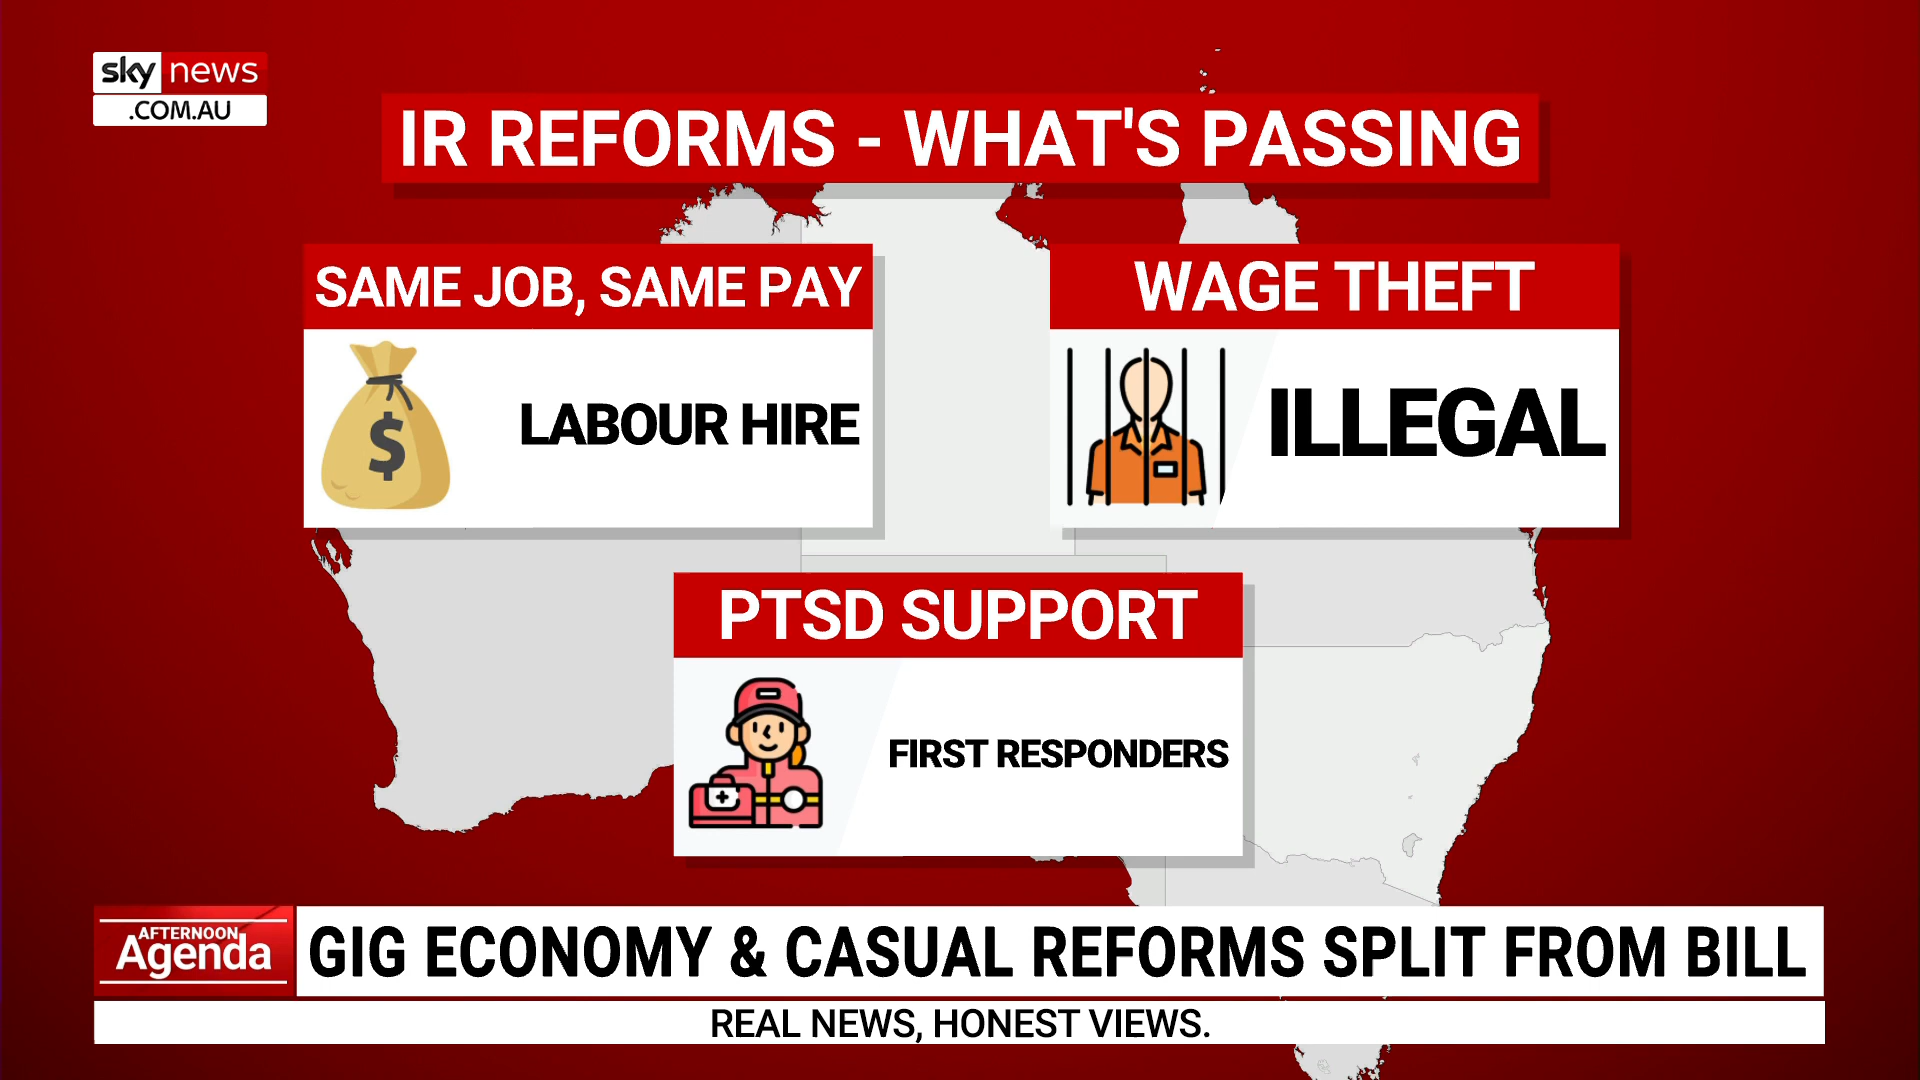 sky news
.COM.AU
IR REFORMS - WHAT'S PASSING
SAME JOB, SAME PAY
$
LABOUR HIRE
WAGE THEFT
ILLEGAL
PTSD SUPPORT
FIRST RESPONDERS
AFTERNOON
Agenda
GIG ECONOMY & CASUAL REFORMS SPLIT FROM BILL
REAL NEWS, HONEST VIEWS.